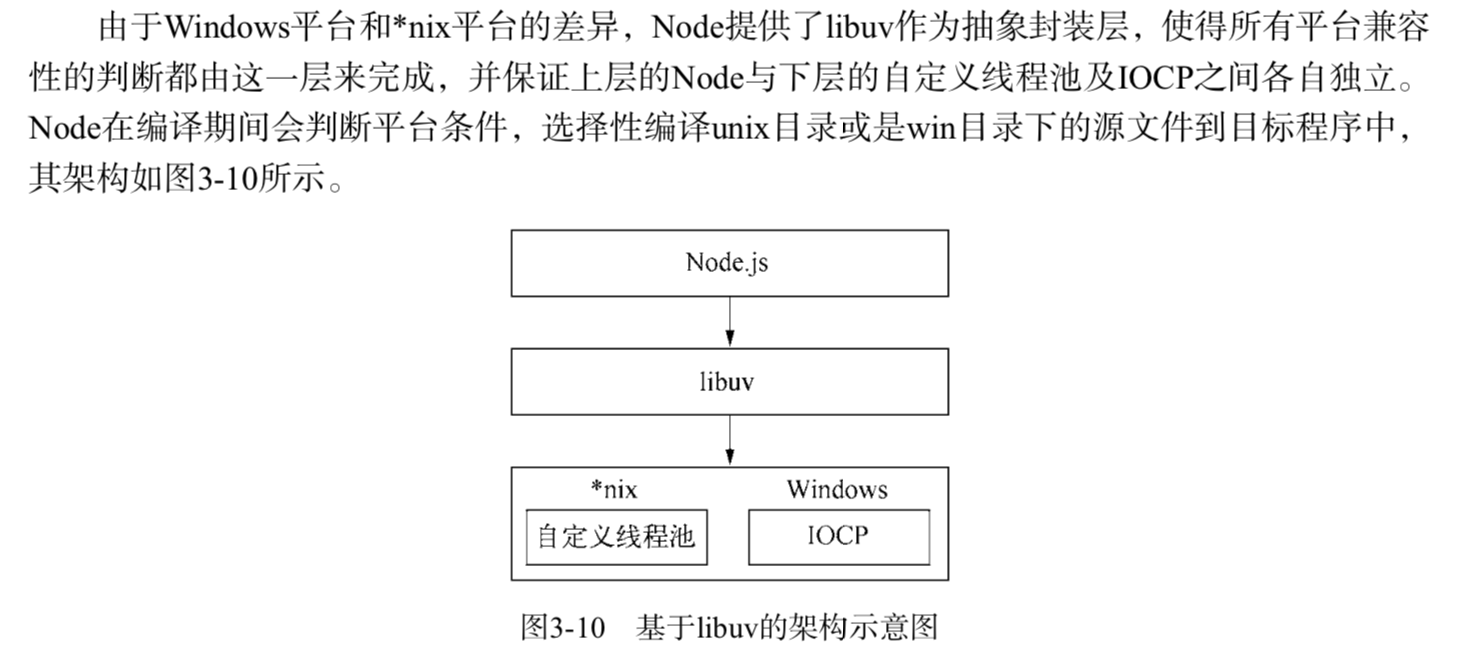 由于Windows平台和*nix平台的差异，Node提供了libuv作为抽象封装层，使得所有平台兼容
性的判断都由这一层来完成，并保证上层的Node与下层的自定义线程池及IOCP之间各自独立。
Node在编译期间会判断平台条件，选择性编译unix目录或是win目录下的源文件到目标程序中，
其架构如图3-10所示。
Node.js
libuv
*nix Windows
自定义线程池 IOCP
图3-10 基于libuv的架构示意图